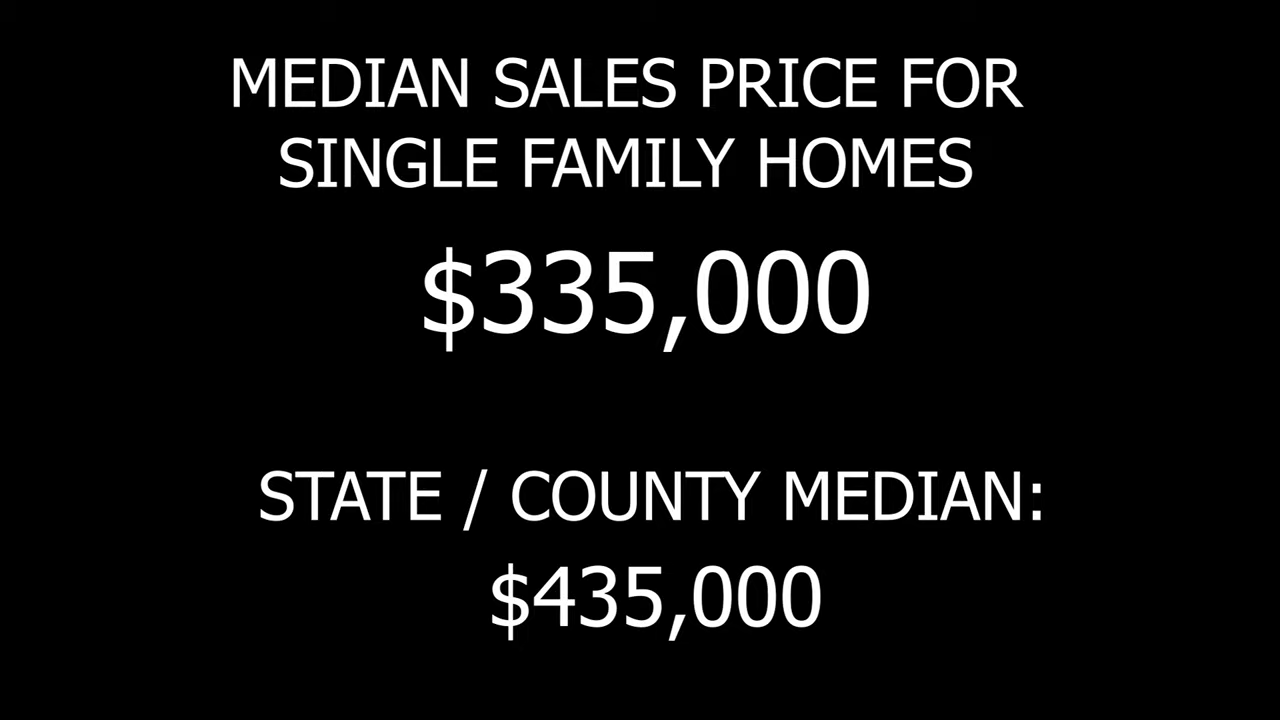 MEDIAN SALES PRICE FOR
SINGLE FAMILY HOMES
$335,000
STATE / COUNTY MEDIAN:
$435,000